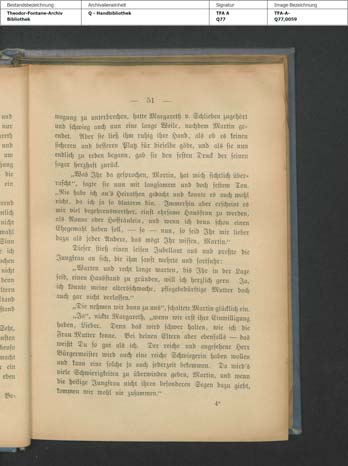 Bestandsbezeichnung
Theodor-Fontane-Archiv
Bibliothek
Archivalieneinheit
Q - Handbibliothek
Signatur
TFA A
Q77
Image-Bezeichnung
TFA-A-
Q77,0059
— 51 —
zu unterbrechen, hatte Margareth v. Schlieben zugehört
und schwieg auch nun eine lange Weile, nachdem Martin ge-
endet. Aber sie ließ ihm ruhig ihre Hand, als ob es keinen
sicheren und besseren Platz für dieselbe gäbe, und als sie nun
endlich zu reden begann, gab sie den festen Druck der seinen
sogar herzhaft zurück.
„Was Ihr da gesprochen, Martin, hat mich sichtlich über-
rascht“, sagte sie nun mit langsamem und doch festem Ton.
„Nie habe ich an's Heirathen gedacht und konnte es auch wohl
nicht, da ich ja so blutarm bin. Immerhin aber erscheint es
mir viel begehrenswerther, eines ehrsame Hausfrau zu werden,
als Nonne oder Hoffräulein, und wenn ich denn schon einen
Ehegemahl haben soll, — so — nun, so seid Ihr mir lieber
dazu als jeder Andere, das mögt Ihr wissen, Martin.“
Dieser stieß einen leisen Jubellaut aus und preßte die
Jungfrau an sich, die ihm sanft wehrte und fortfuhr:
„Warten und recht lange warten, bis Ihr in der Lage
seid, einen Hausstand zu gründen, will ich herzlich gern. Ja,
ich könnte meine altersschwache, pflegebedürftige Mutter doch
auch gar nicht verlassen.“
„Die nehmen wir dann zu uns“, schaltete Martin glücklich ein.
„Ja“, nickte Margareth, „wenn wir erst ihre Einwilligung
haben, Lieber. Denn das wird schwer halten, wie ich die
Frau Mutter kenne. Bei deinen Eltern aber ebenfalls — das
weißt Du so gut als ich. Der reiche und angesehene Herr
Bürgermeister wird auch eine reiche Schwiegerin haben wollen
und kann eine solche ja auch jederzeit bekommen. Du wird's
viele Schwierigkeiten zu überwinden geben, Martin, und wenn
die heilige Jungfrau nicht ihren besonderen Segen dazu giebt,
kommen wir wohl nie zusammen.“
4*